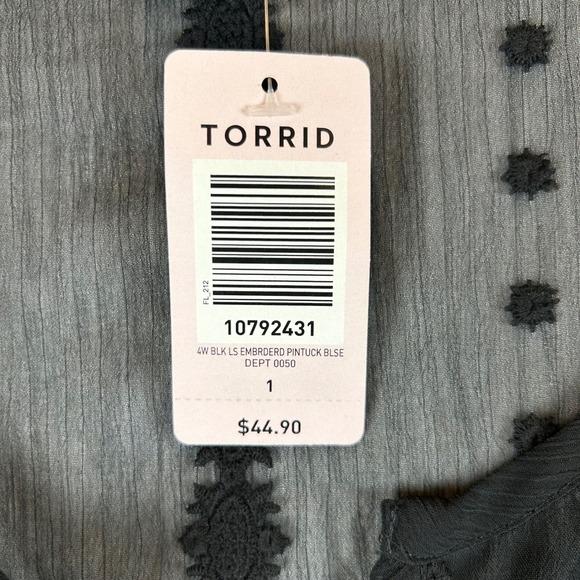 TORRID
FL_212
10792431
4W BLK LS EMBRDERD PINTUCK BLSE
DEPT 0050
1
$44.90